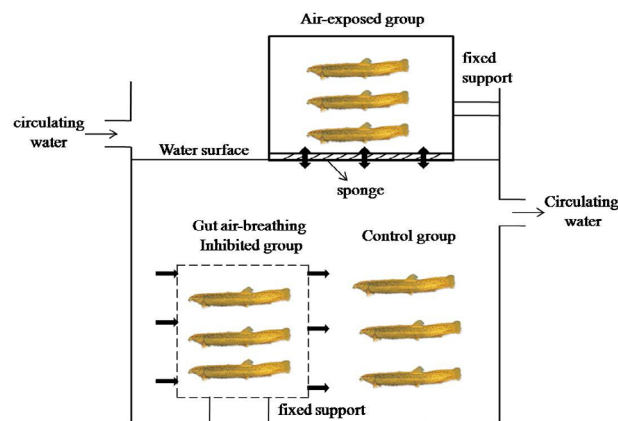 Air-exposed group
fixed
support
circulating
water
Water surface
sponge
Circulating
water
Gut air-breathing
Inhibited group
Control group
fixed support